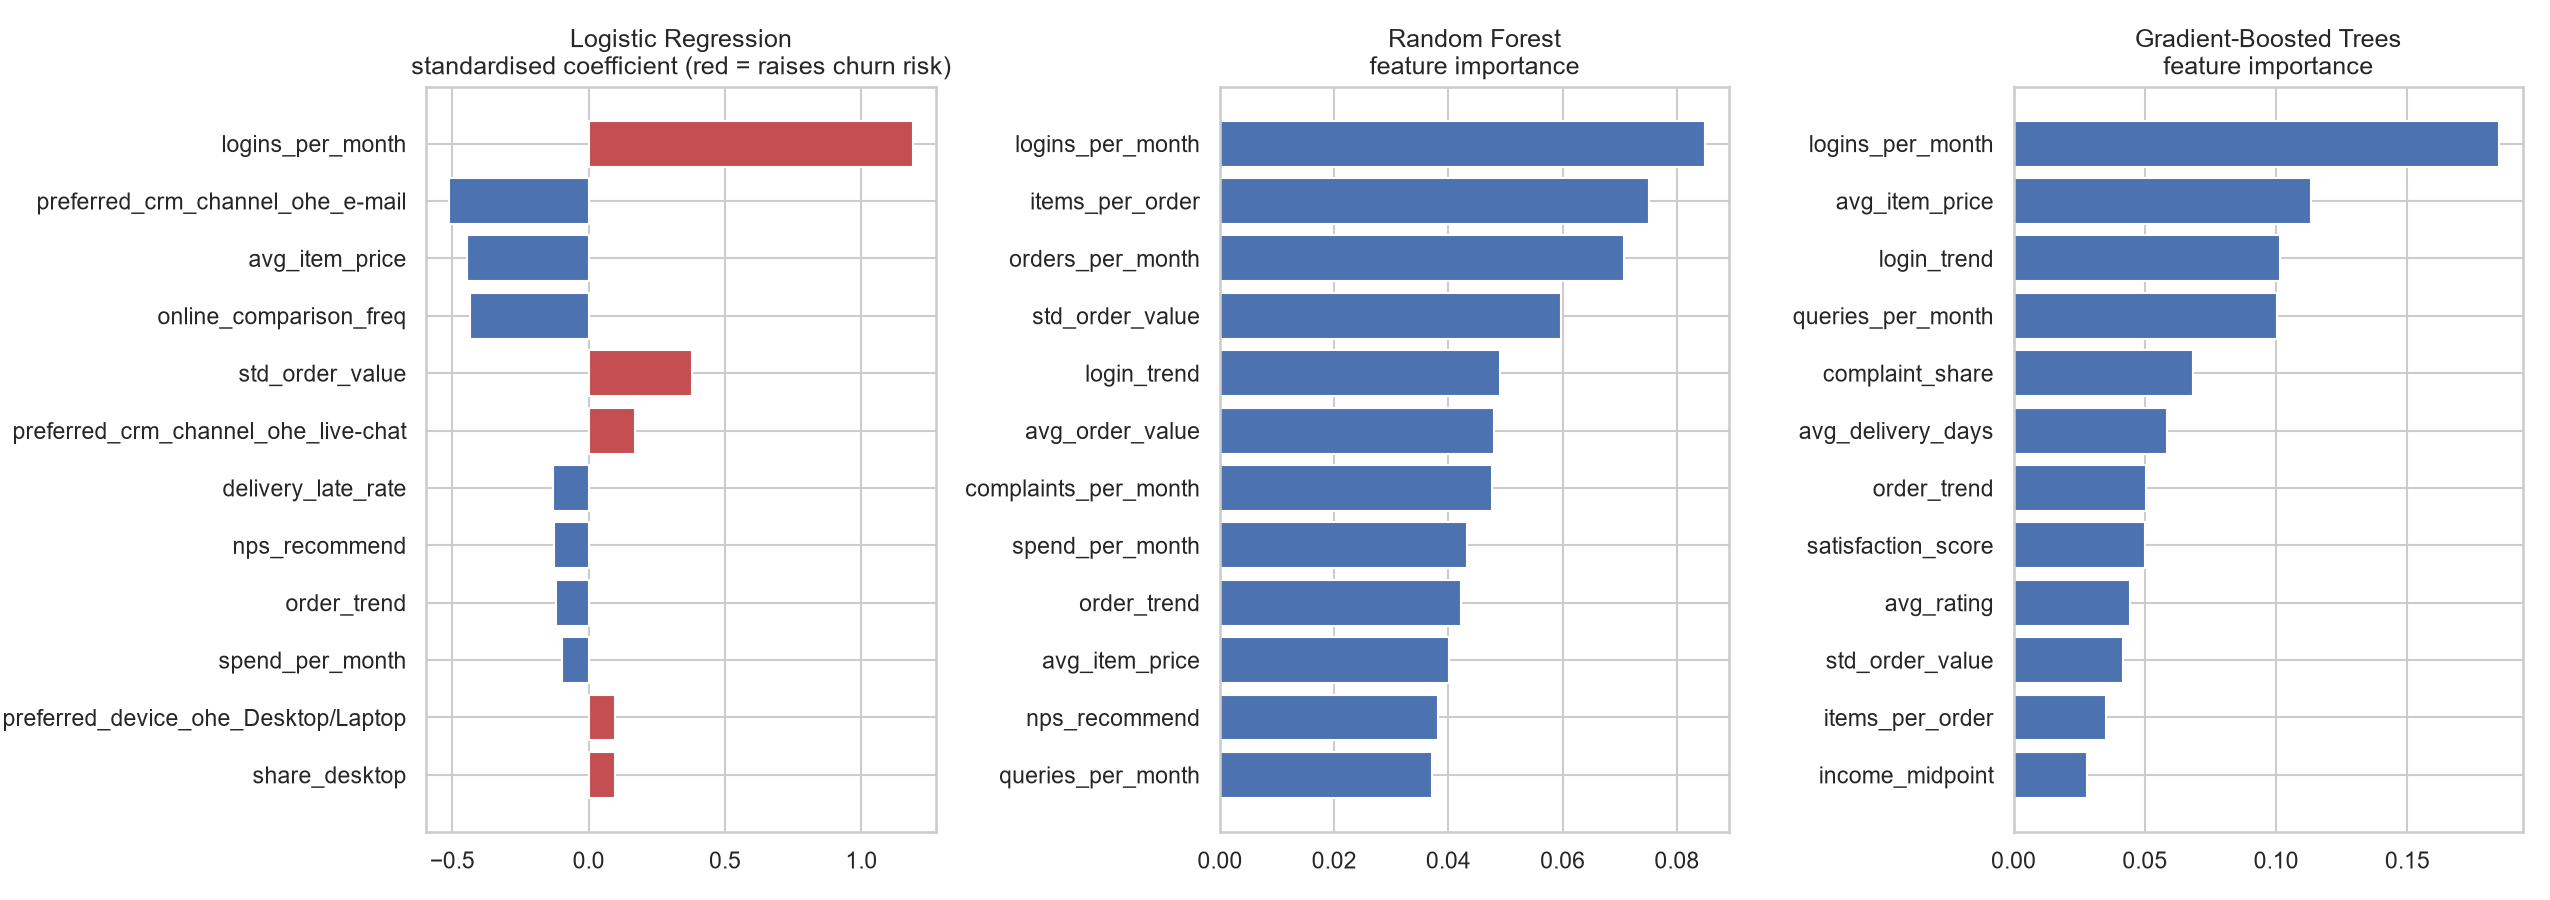 Logistic Regression
standardised coefficient (red = raises churn risk)
logins_per_month
preferred_crm_channel_ohe_e-mail
avg_item_price
online_comparison_freq
std_order_value
preferred_crm_channel_ohe_live-chat
delivery_late_rate
nps_recommend
order_trend
spend_per_month
preferred_device_ohe_Desktop/Laptop
share_desktop
−0.5 0.0 0.5 1.0
Random Forest
feature importance
logins_per_month
items_per_order
orders_per_month
std_order_value
login_trend
avg_order_value
complaints_per_month
spend_per_month
order_trend
avg_item_price
nps_recommend
queries_per_month
0.00 0.02 0.04 0.06 0.08
Gradient-Boosted Trees
feature importance
logins_per_month
avg_item_price
login_trend
queries_per_month
complaint_share
avg_delivery_days
order_trend
satisfaction_score
avg_rating
std_order_value
items_per_order
income_midpoint
0.00 0.05 0.10 0.15